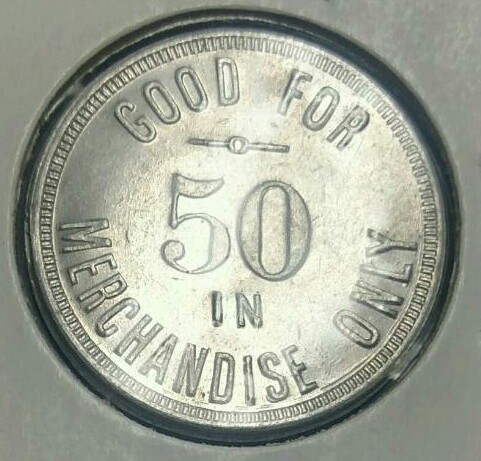 GOOD FOR
50
IN
MERCHANDISE ONLY